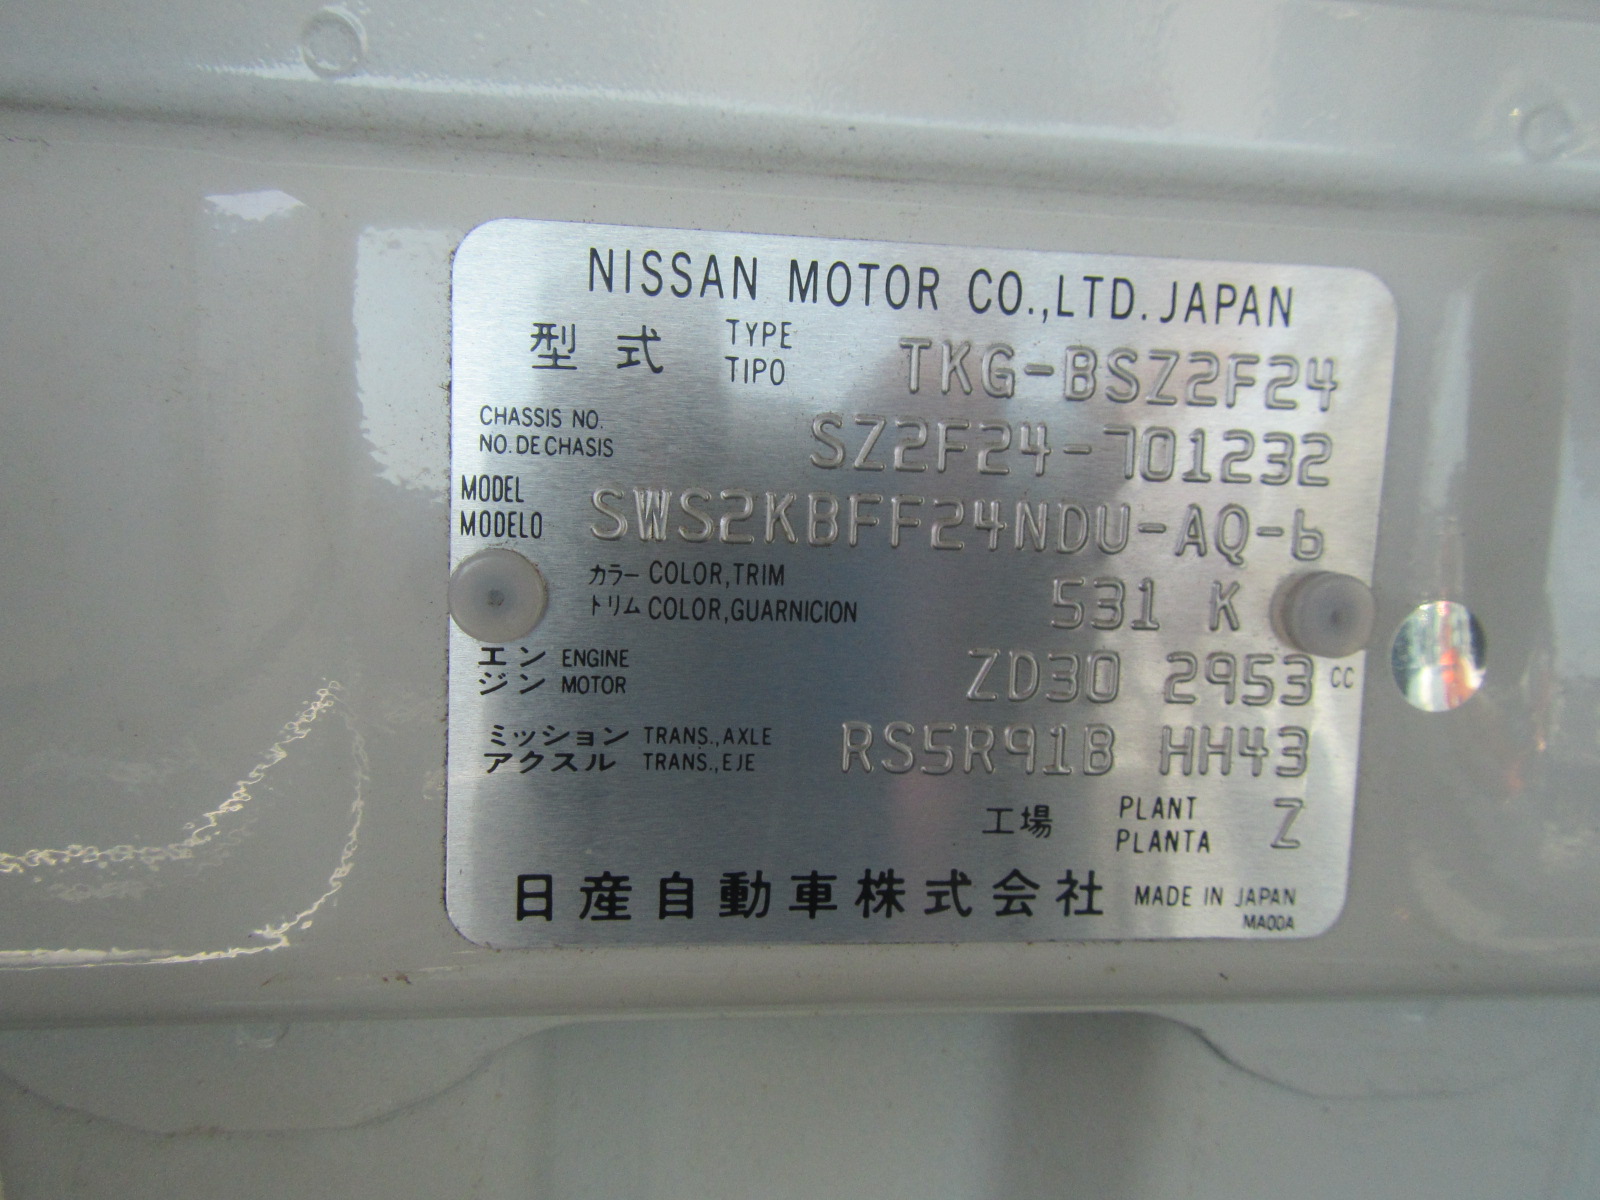 NISSAN MOTOR CO.,LTD. JAPAN
型 式 TYPE TKG-BSZ2F24
TIPO
CHASSIS NO. SZ2F24-701232
NO. DE CHASIS
MODEL SWS2KBFF24NDU-AQ-6
MODELO
カラー COLOR,TRIM 531 K
トリム COLOR,GUARNICION
エン ENGINE ZD30 2953 CC
ジン MOTOR
ミッション TRANS.,AXLE RS5R91B HH43
アクスル TRANS.,EJE
工場 PLANT Z
PLANTA
日産自動車株式会社 MADE IN JAPAN
MA00A